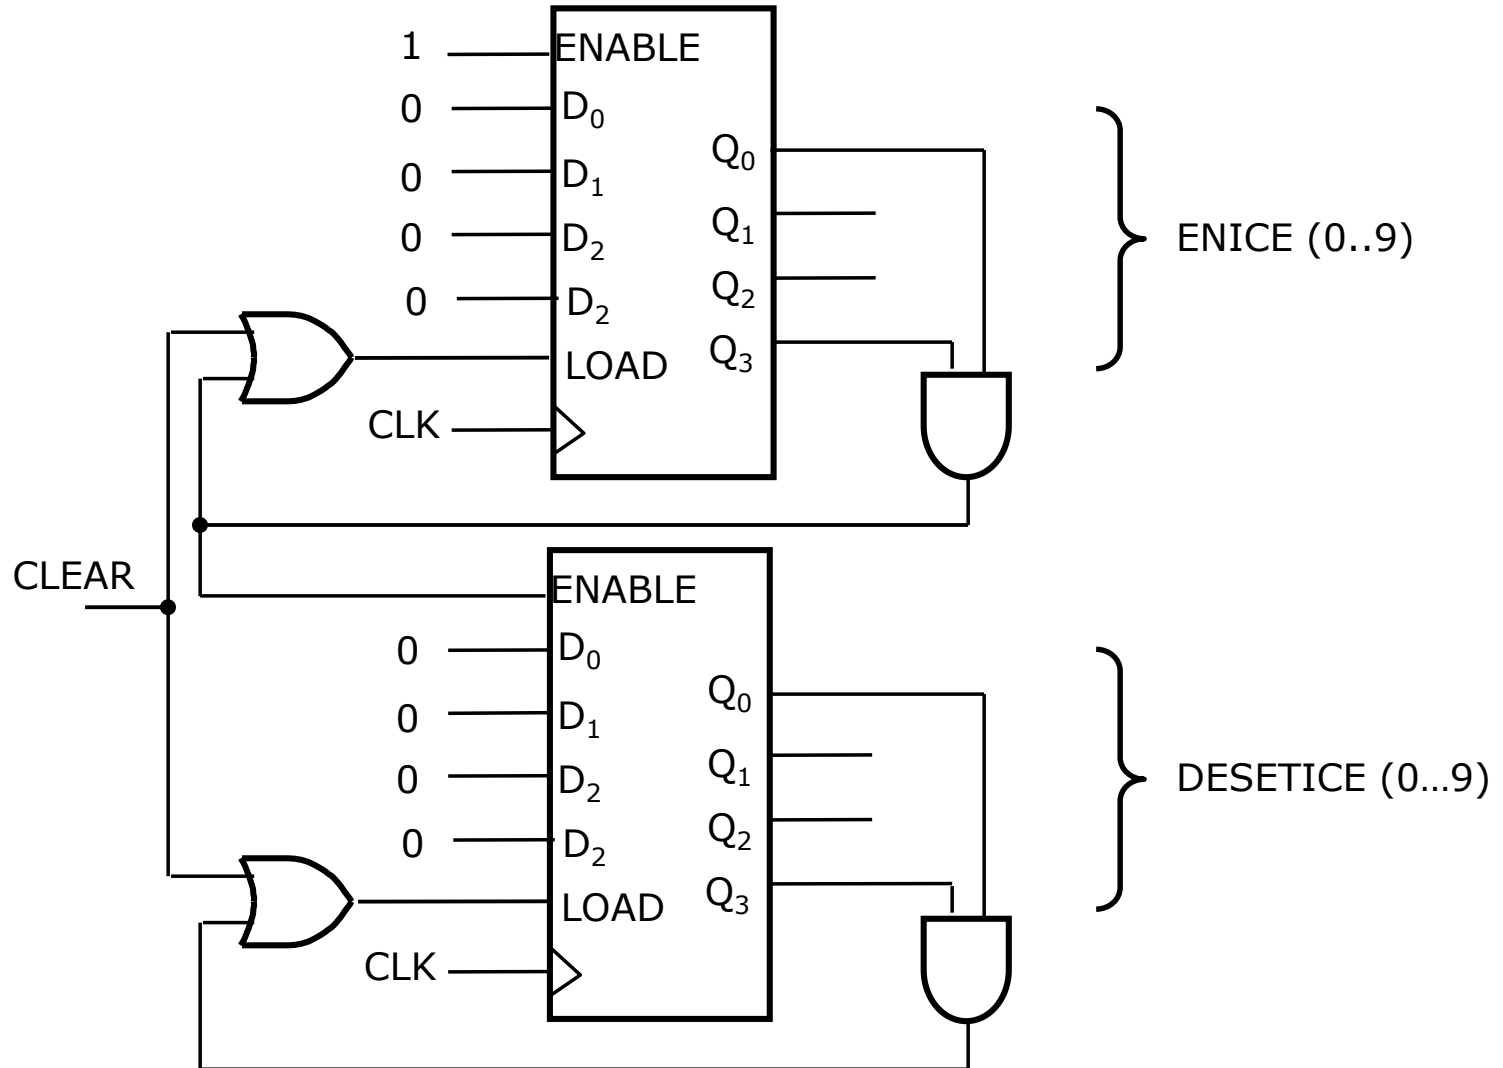 1 ENABLE
0 D₀
Q₀
0 D₁
Q₁
ENICE (0..9)
0 D₂
Q₂
0 D₂
Q₃
LOAD
CLK
CLEAR
ENABLE
0 D₀
Q₀
0 D₁
Q₁
DESETICE (0...9)
0 D₂
Q₂
0 D₂
Q₃
LOAD
CLK